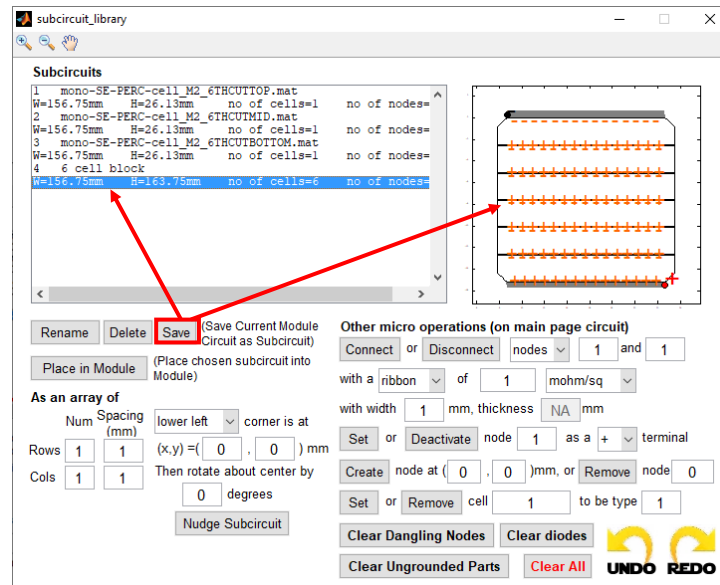 subcircuit_library
Subcircuits
1 mono-SE-PERC-cell_M2_6THCUTTOP.mat
W=156.75mm H=26.13mm no of cells=1 no of nodes=
2 mono-SE-PERC-cell_M2_6THCUTMID.mat
W=156.75mm H=26.13mm no of cells=1 no of nodes=
3 mono-SE-PERC-cell_M2_6THCUTBOTTOM.mat
W=156.75mm H=26.13mm no of cells=1 no of nodes=
4 6 cell block
W=156.75mm H=163.75mm no of cells=6 no of nodes=
Rename Delete Save (Save Current Module
Circuit as Subcircuit)
Place in Module (Place chosen subcircuit into
Module)
As an array of
Num Spacing
(mm)
Rows 1 1
Cols 1 1
lower left corner is at
(x,y) =( 0 , 0 ) mm
Then rotate about center by
0 degrees
Nudge Subcircuit
Other micro operations (on main page circuit)
Connect or Disconnect nodes 1 and 1
with a ribbon of 1 mohm/sq
with width 1 mm, thickness NA mm
Set or Deactivate node 1 as a + terminal
Create node at ( 0 , 0 )mm, or Remove node 0
Set or Remove cell 1 to be type 1
Clear Dangling Nodes Clear diodes
Clear Ungrounded Parts Clear All
UNDO REDO